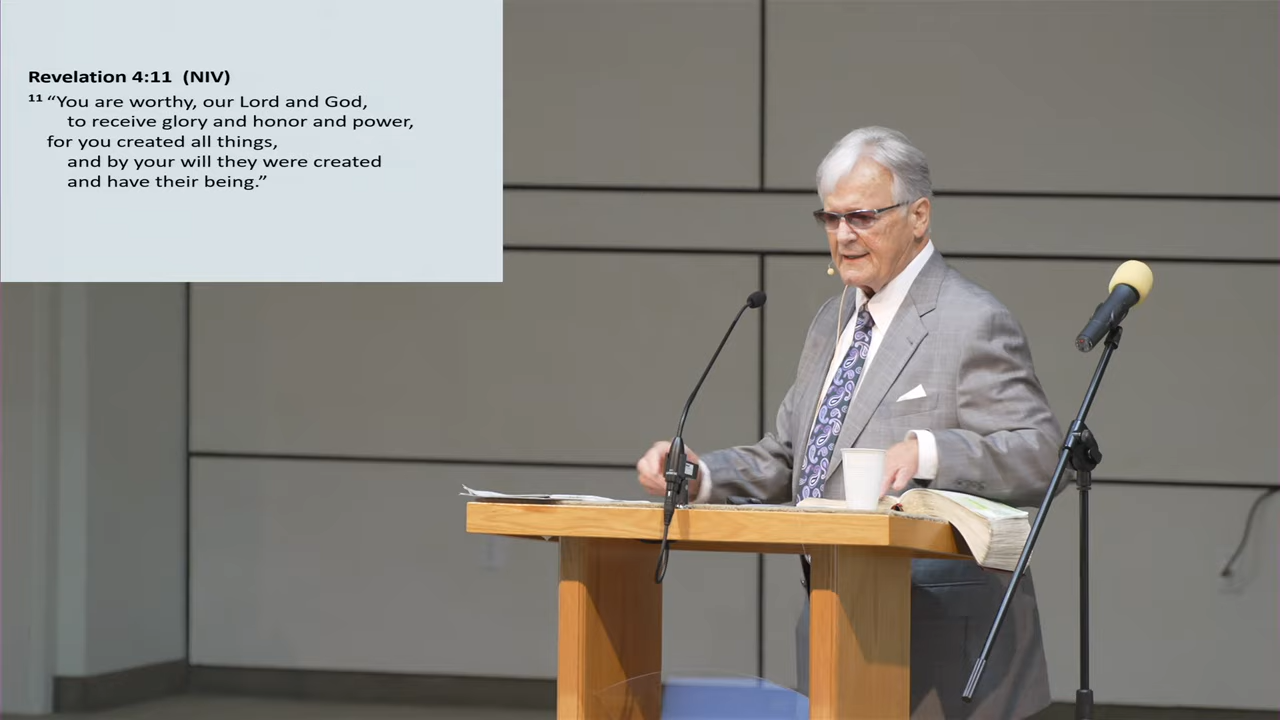 Revelation 4:11 (NIV)
11 “You are worthy, our Lord and God,
to receive glory and honor and power,
for you created all things,
and by your will they were created
and have their being.”